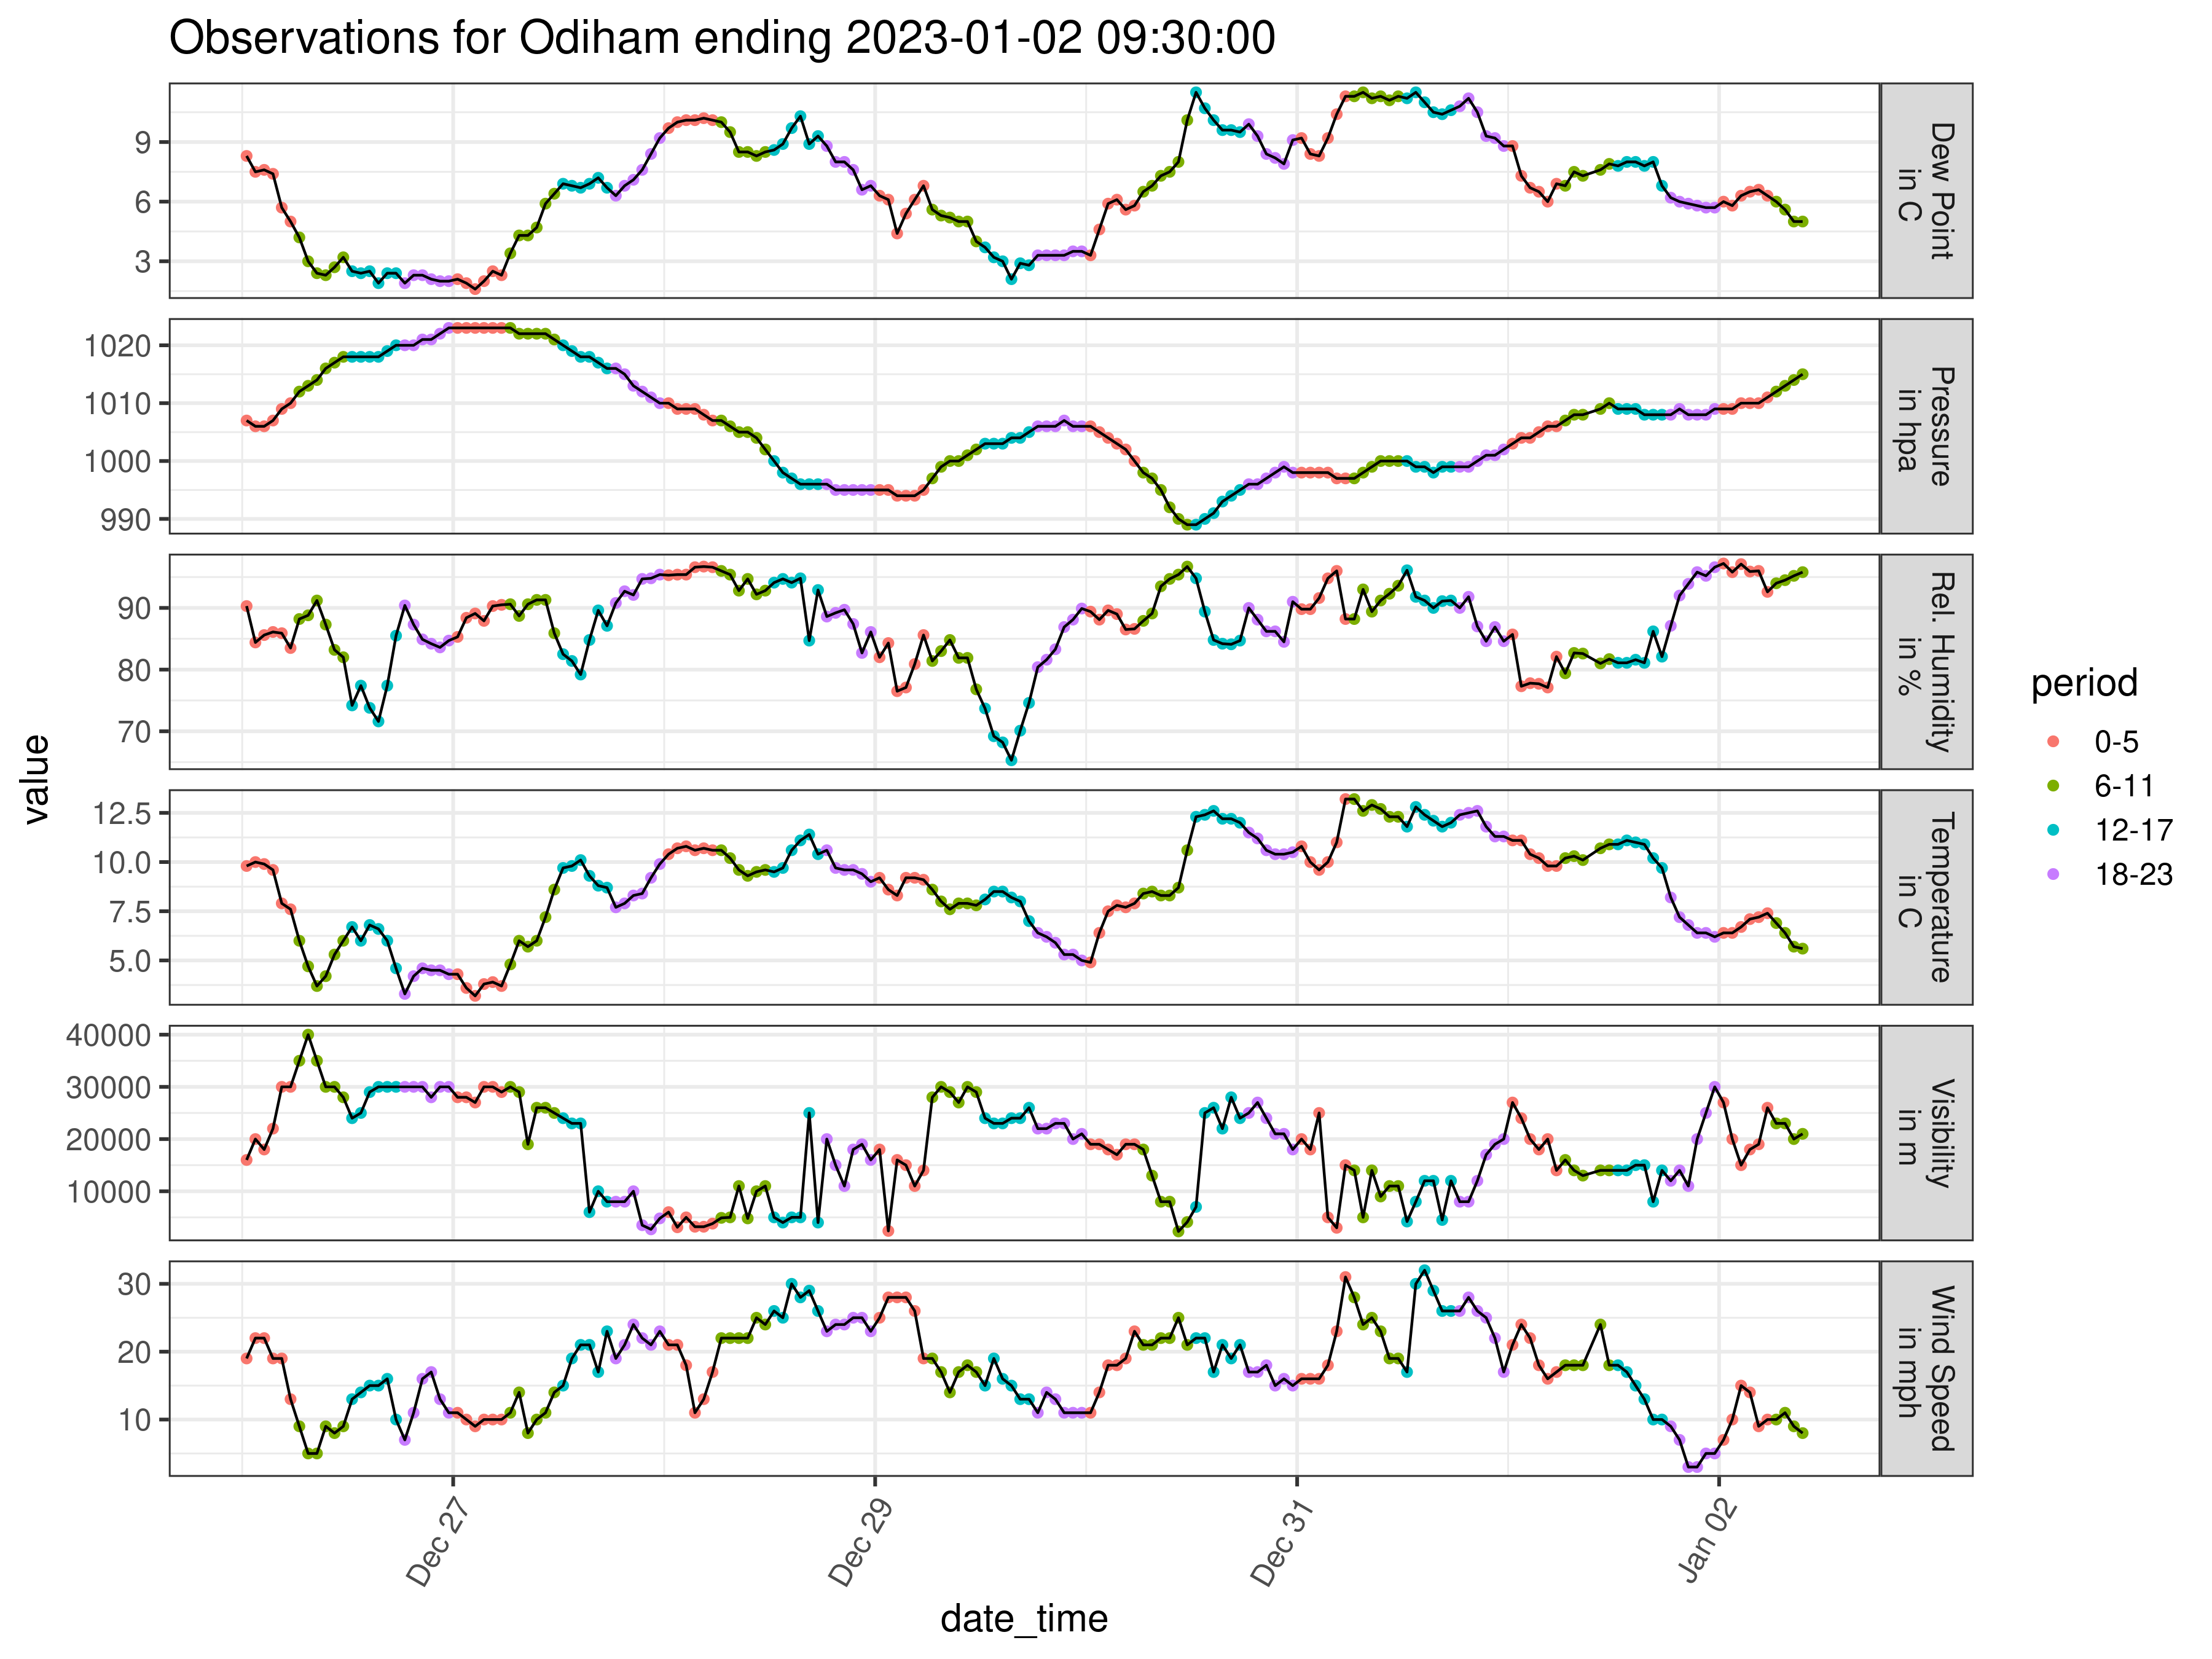 Observations for Odiham ending 2023-01-02 09:30:00
value
9
6
3
Dew Point
in C
1020
1010
1000
990
Pressure
in hpa
90
80
70
Rel. Humidity
in %
12.5
10.0
7.5
5.0
Temperature
in C
40000
30000
20000
10000
Visibility
in m
30
20
10
Wind Speed
in mph
Dec 27
Dec 29
Dec 31
Jan 02
date_time
period
0-5
6-11
12-17
18-23